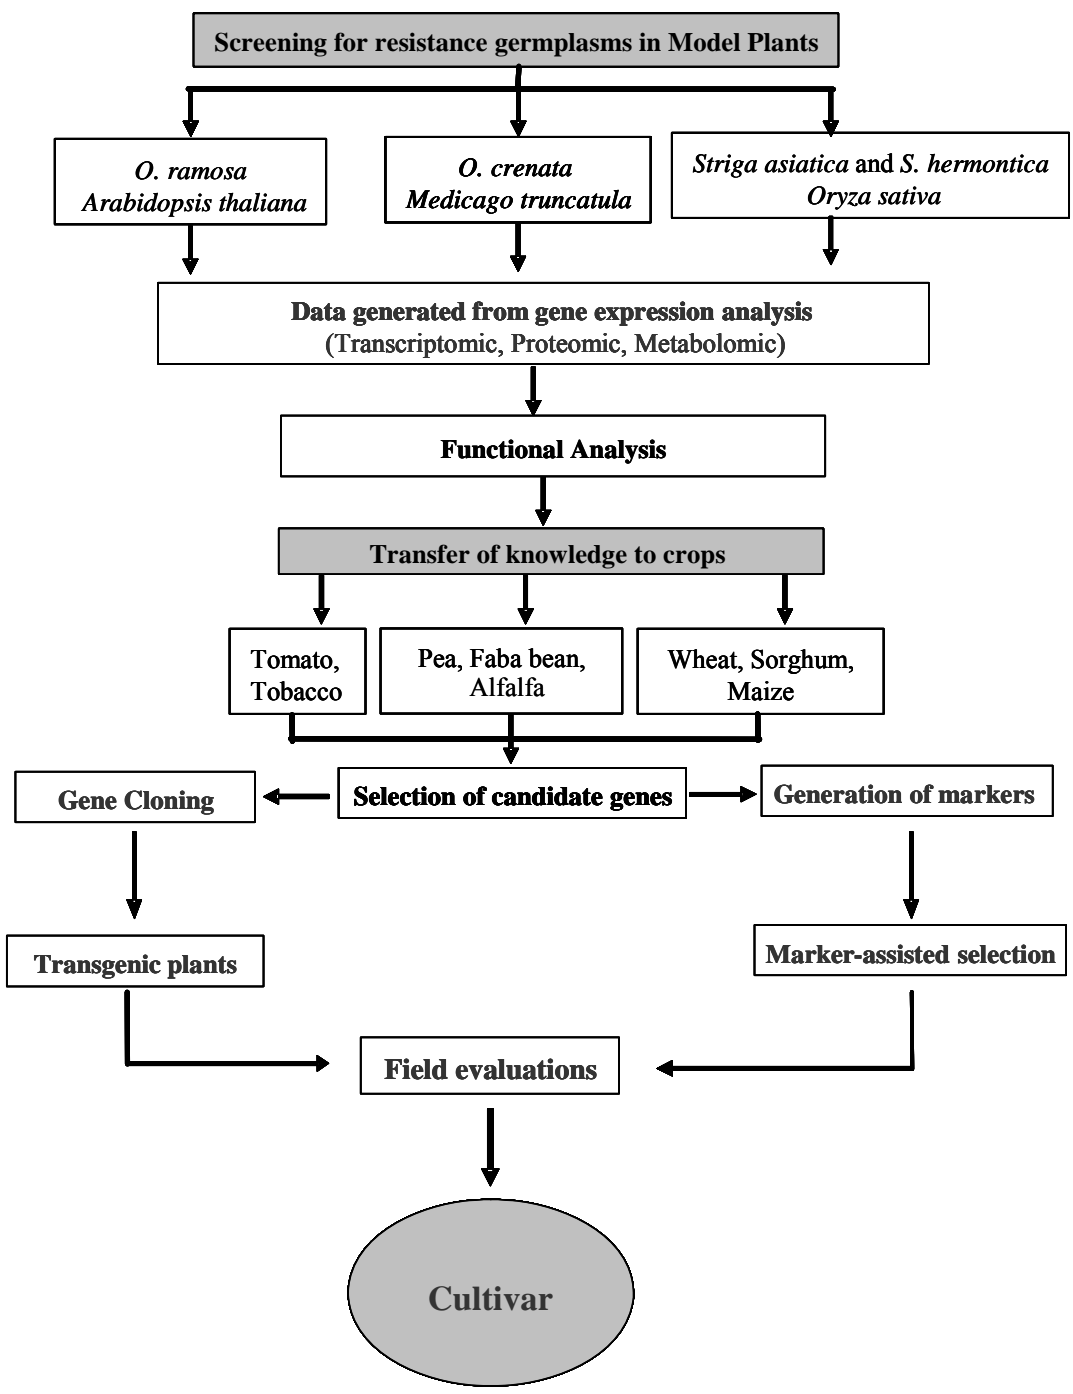 Screening for resistance germplasms in Model Plants
O. ramosa
Arabidopsis thaliana
O. crenata
Medicago truncatula
Striga asiatica and S. hermontica
Oryza sativa
Data generated from gene expression analysis
(Transcriptomic, Proteomic, Metabolomic)
Functional Analysis
Transfer of knowledge to crops
Tomato,
Tobacco
Pea, Faba bean,
Alfalfa
Wheat, Sorghum,
Maize
Gene Cloning
Selection of candidate genes
Generation of markers
Transgenic plants
Marker-assisted selection
Field evaluations
Cultivar